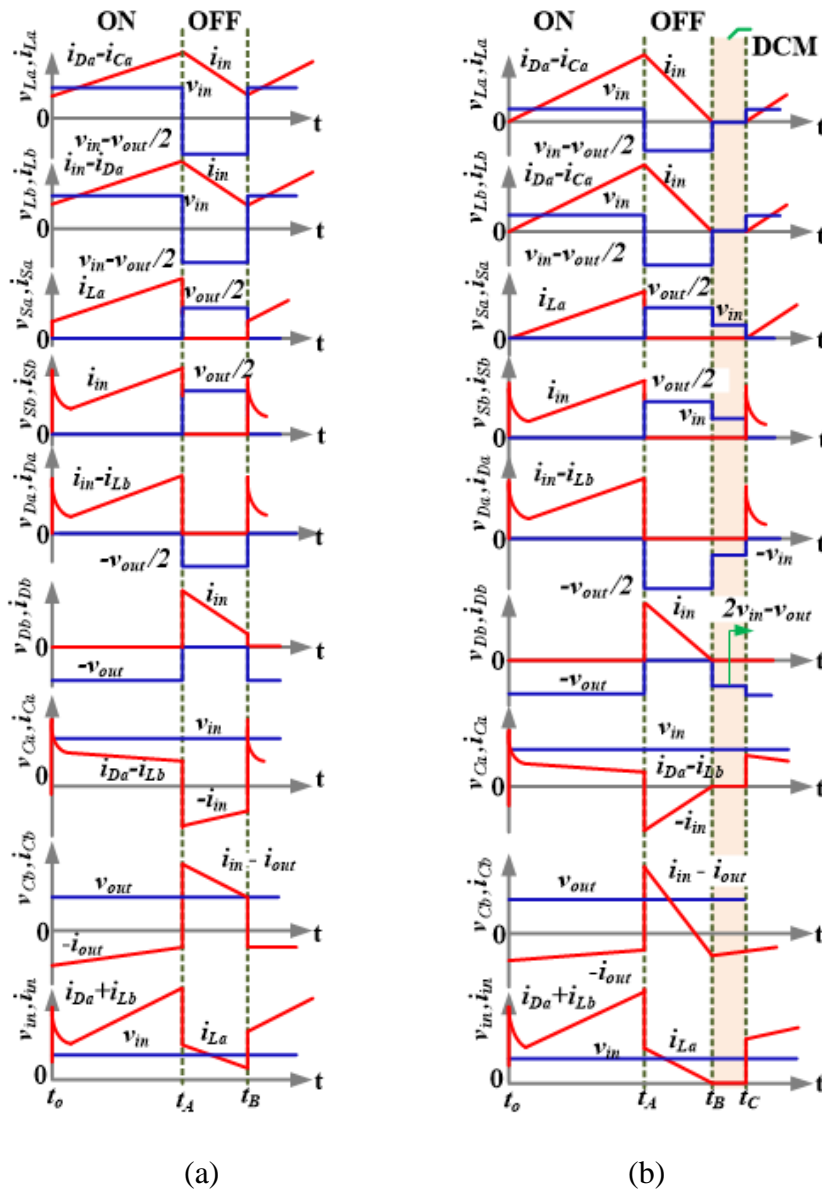 ON OFF
v_La, i_La
i_Da–i_Ca
i_in
v_in
0
t
v_in–v_out/2
v_Lb, i_Lb
i_in–i_Da
i_in
v_in
0
t
v_in–v_out/2
v_Sa, i_Sa
i_La
v_out/2
0
t
v_Sb, i_Sb
i_in
v_out/2
0
t
v_Da, i_Da
i_in–i_Lb
0
t
-v_out/2
v_Db, i_Db
i_in
0
t
-v_out
v_Ca, i_Ca
v_in
i_Da–i_Lb
0
t
-i_in
v_Cb, i_Cb
i_in – i_out
v_out
0
t
-i_out
v_in, i_in
i_Da+i_Lb
v_in
i_La
0
t
t_o t_A t_B
(a)
ON OFF
DCM
v_La, i_La
i_Da–i_Ca
i_in
v_in
0
t
v_in–v_out/2
v_Lb, i_Lb
i_Da–i_Ca
i_in
v_in
0
t
v_in–v_out/2
v_Sa, i_Sa
i_La
v_out/2
v_in
0
t
v_Sb, i_Sb
i_in
v_out/2
v_in
0
t
v_Da, i_Da
i_in–i_Lb
0
t
-v_in
-v_out/2
v_Db, i_Db
i_in
2v_in–v_out
0
t
-v_out
v_Ca, i_Ca
v_in
i_Da–i_Lb
0
t
-i_in
v_Cb, i_Cb
i_in – i_out
v_out
0
t
-i_out
v_in, i_in
i_Da+i_Lb
v_in
i_La
0
t
t_o t_A t_B t_C
(b)